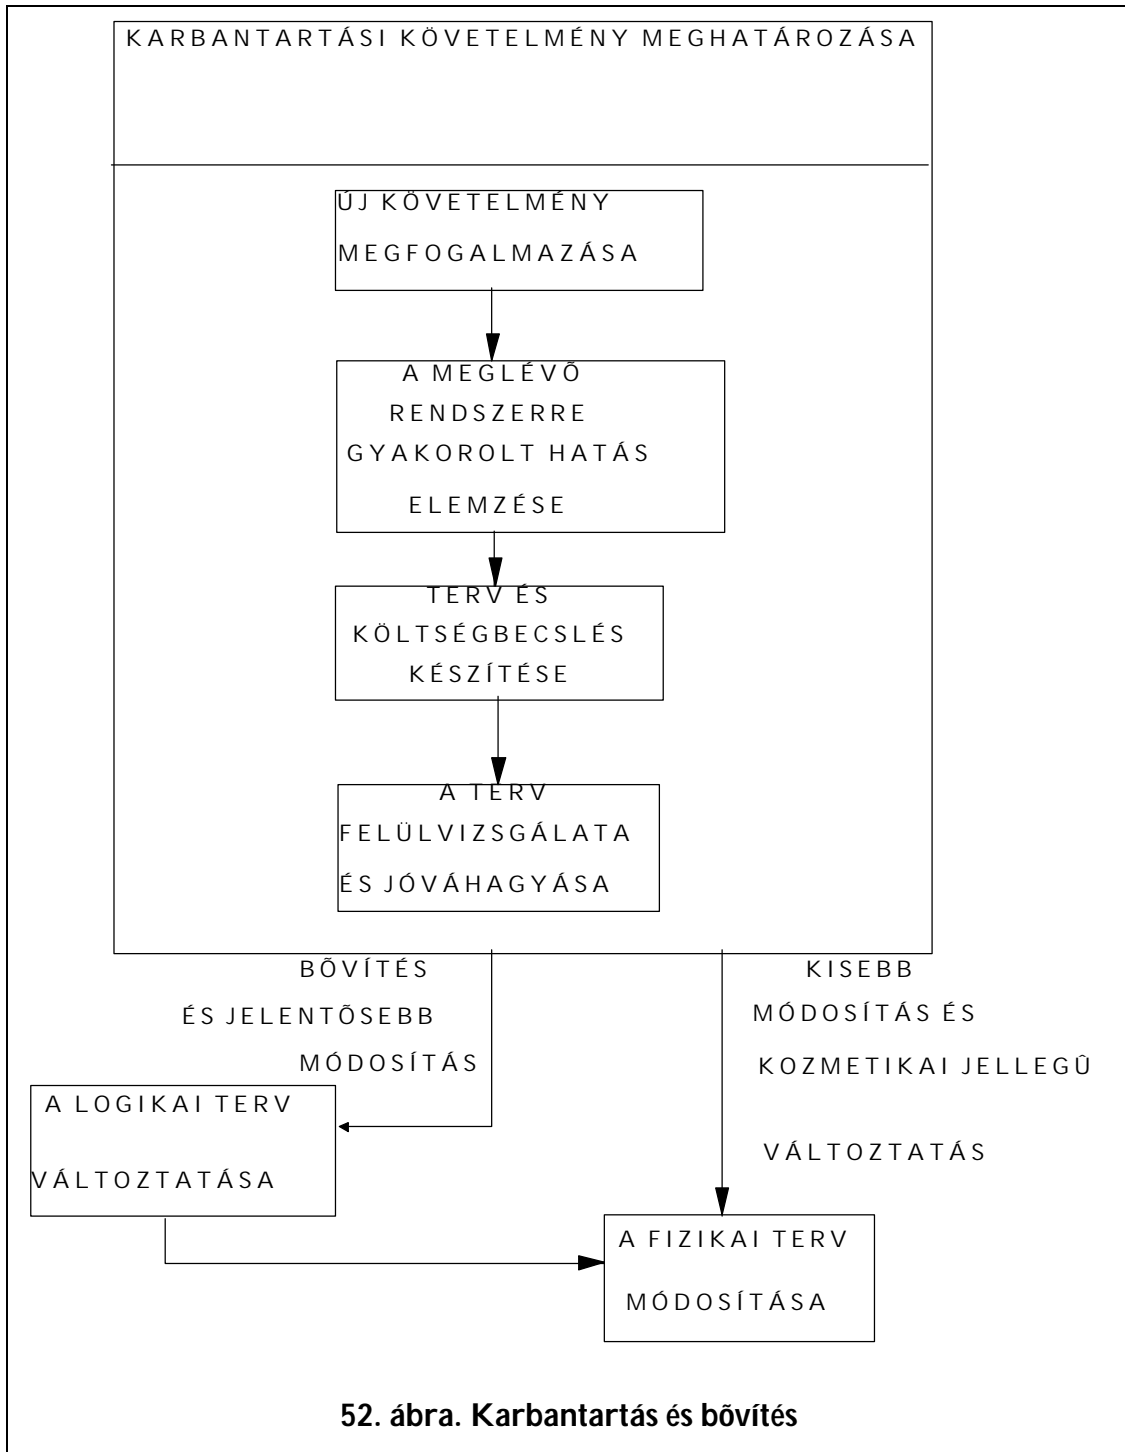 KARBANTARTÁSI KÖVETELMÉNY MEGHATÁROZÁSA
ÚJ KÖVETELMÉNY
MEGFOGALMAZÁSA
A MEGLÉVÕ
RENDSZERRE
GYAKOROLT HATÁS
ELEMZÉSE
TERV ÉS
KÖLTSÉGBECSLÉS
KÉSZÍTÉSE
A TERV
FELÜLVIZSGÁLATA
ÉS JÓVÁHAGYÁSA
BÕVÍTÉS
ÉS JELENTÕSEBB
MÓDOSÍTÁS
KISEBB
MÓDOSÍTÁS ÉS
KOZMETIKAI JELLEGÛ
VÁLTOZTATÁS
A LOGIKAI TERV
VÁLTOZTATÁSA
A FIZIKAI TERV
MÓDOSÍTÁSA
52. ábra. Karbantartás és bõvítés